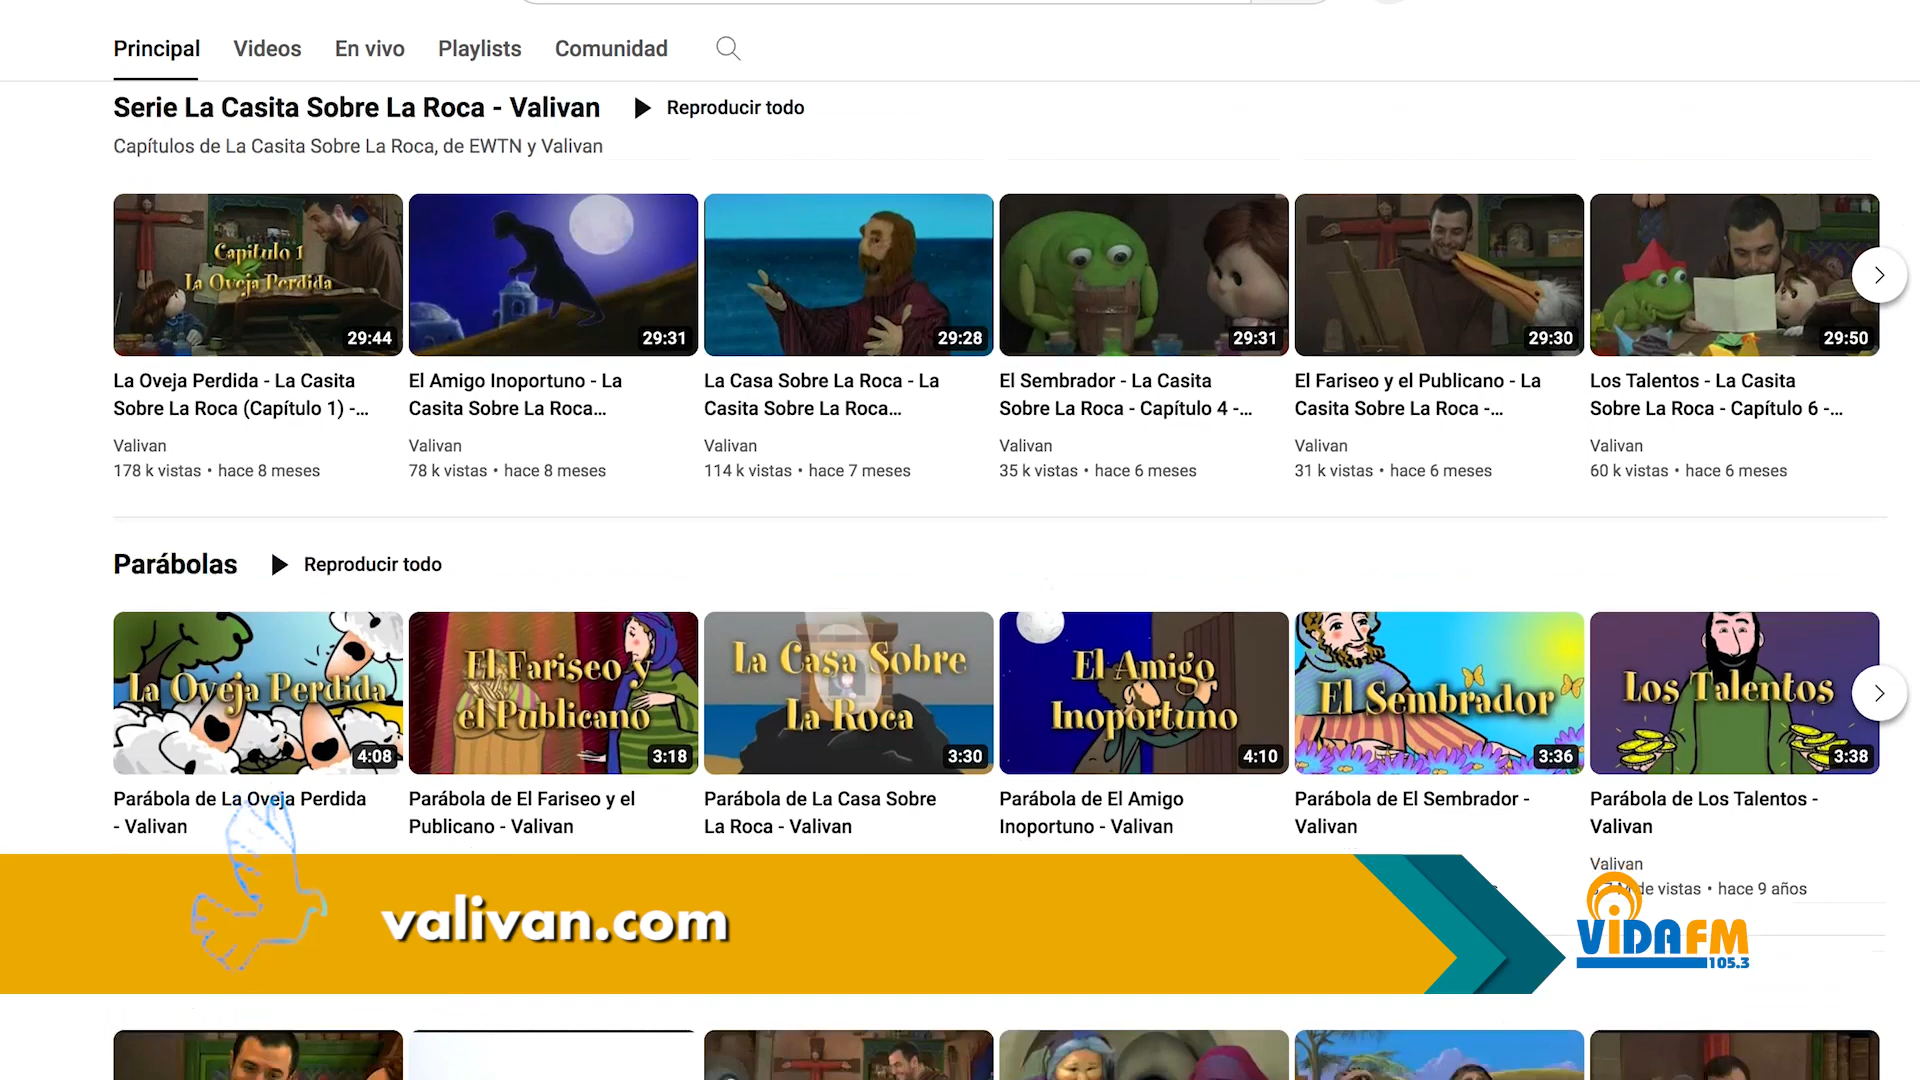 Principal Videos En vivo Playlists Comunidad
Serie La Casita Sobre La Roca - Valivan Reproducir todo
Capítulos de La Casita Sobre La Roca, de EWTN y Valivan
Capitulo 1
La Oveja Perdida
29:44
29:31
29:28
29:31
29:30
29:50
La Oveja Perdida - La Casita
Sobre La Roca (Capítulo 1) -...
Valivan
178 k vistas • hace 8 meses
El Amigo Inoportuno - La
Casita Sobre La Roca...
Valivan
78 k vistas • hace 8 meses
La Casa Sobre La Roca - La
Casita Sobre La Roca...
Valivan
114 k vistas • hace 7 meses
El Sembrador - La Casita
Sobre La Roca - Capítulo 4 -...
Valivan
35 k vistas • hace 6 meses
El Fariseo y el Publicano - La
Casita Sobre La Roca -...
Valivan
31 k vistas • hace 6 meses
Los Talentos - La Casita
Sobre La Roca - Capítulo 6 -...
Valivan
60 k vistas • hace 6 meses
Parábolas Reproducir todo
La Oveja Perdida
4:08
El Fariseo y
el Publicano
3:18
La Casa Sobre
La Roca
3:30
El Amigo
Inoportuno
4:10
El Sembrador
3:36
Los Talentos
3:38
Parábola de La Oveja Perdida
- Valivan
Parábola de El Fariseo y el
Publicano - Valivan
Parábola de La Casa Sobre
La Roca - Valivan
Parábola de El Amigo
Inoportuno - Valivan
Parábola de El Sembrador -
Valivan
Parábola de Los Talentos -
Valivan
Valivan
de vistas • hace 9 años
valivan.com
ViDA FM
105.3